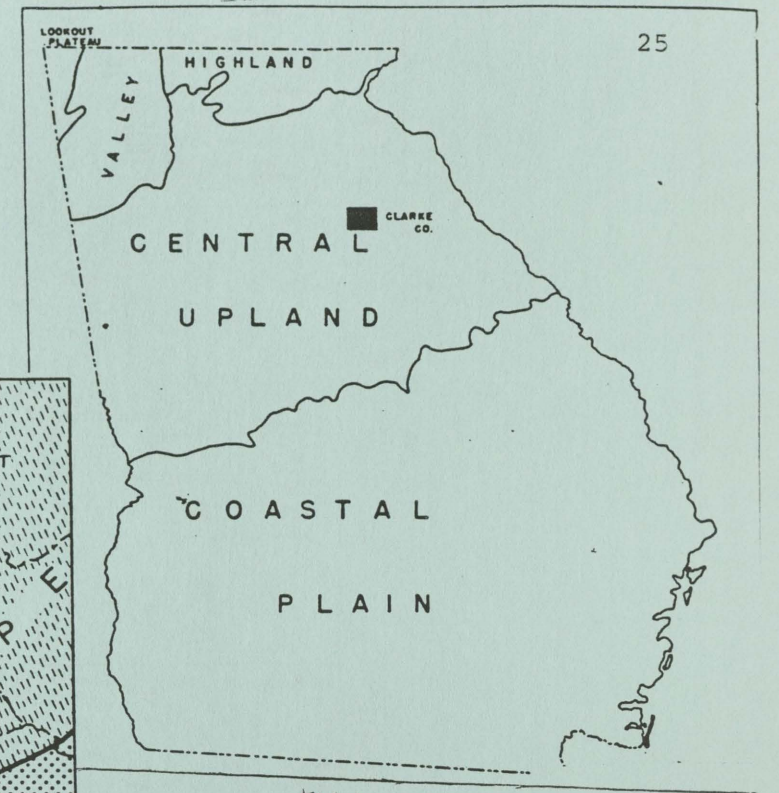 LOOKOUT
PLATEAU
HIGHLAND
25
VALLEY
CLARKE
CO.
CENTRAL
UPLAND
COASTAL
PLAIN
T
E
P